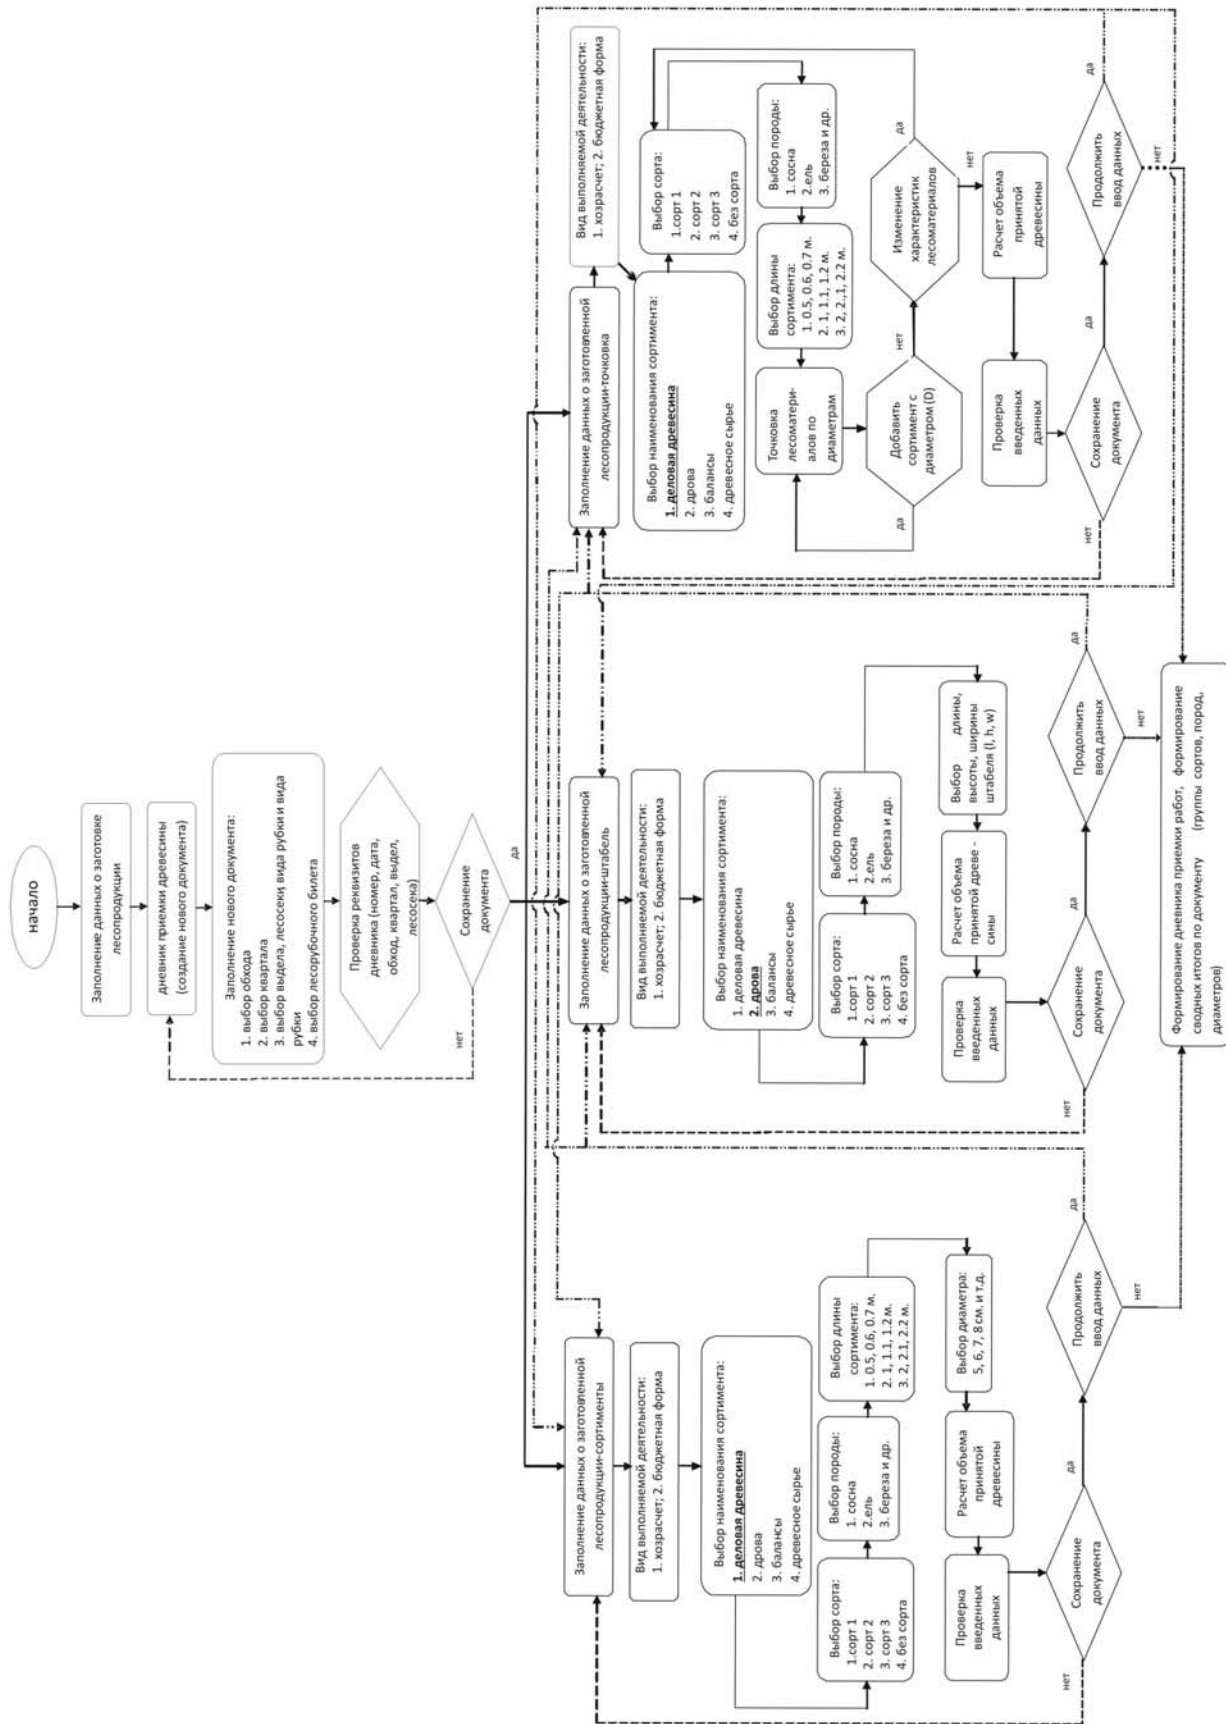 начало
Заполнение данных о заготовке
лесопродукции
дневник приемки древесины
(создание нового документа)
Заполнение нового документа:
1. выбор обхода
2. выбор квартала
3. выбор выдела, лесосеки, вида рубки и вида
рубки
4. выбор лесорубочного билета
Проверка реквизитов
дневника (номер, дата,
обход, квартал, выдел,
лесосека)
Сохранение
документа
нет
да
Заполнение данных о заготовленной
лесопродукции-сортименты
Вид выполняемой деятельности:
1. хозрасчет; 2. бюджетная форма
Выбор наименования сортимента:
1. деловая древесина
2. дрова
3. балансы
4. древесное сырье
Выбор сорта:
1.сорт 1
2. сорт 2
3. сорт 3
4. без сорта
Выбор породы:
1. сосна
2.ель
3. береза и др.
Выбор длины
сортимента:
1. 0.5, 0.6, 0.7 м.
2. 1, 1.1, 1.2 м.
3. 2, 2.1, 2.2 м.
Выбор диаметра:
5, 6, 7, 8 см. и т.д.
Расчет объема
принятой
древесины
Проверка
введенных
данных
Сохранение
документа
нет
да
Продолжить
ввод данных
да
нет
Заполнение данных о заготовленной
лесопродукции-штабель
Вид выполняемой деятельности:
1. хозрасчет; 2. бюджетная форма
Выбор наименования сортимента:
1. деловая древесина
2. дрова
3. балансы
4. древесное сырье
Выбор сорта:
1.сорт 1
2. сорт 2
3. сорт 3
4. без сорта
Выбор породы:
1. сосна
2.ель
3. береза и др.
Выбор длины,
высоты, ширины
штабеля (l, h, w)
Расчет объема
принятой древе -
сины
Проверка
введенных
данных
Сохранение
документа
нет
да
Продолжить
ввод данных
да
нет
Заполнение данных о заготовленной
лесопродукции-точковка
Вид выполняемой деятельности:
1. хозрасчет; 2. бюджетная форма
Выбор наименования сортимента:
1. деловая древесина
2. дрова
3. балансы
4. древесное сырье
Выбор сорта:
1.сорт 1
2. сорт 2
3. сорт 3
4. без сорта
Выбор породы:
1. сосна
2.ель
3. береза и др.
Выбор длины
сортимента:
1. 0.5, 0.6, 0.7 м.
2. 1, 1.1, 1.2 м.
3. 2, 2.,1, 2.2 м.
Точковка
лесоматери-
алов по
диаметрам
Добавить
сортимент с
диаметром (D)
да
нет
Изменение
характеристик
лесоматериалов
да
нет
Расчет объема
принятой
древесины
Проверка
введенных
данных
Сохранение
документа
нет
да
Продолжить
ввод данных
да
нет
Формирование дневника приемки работ, формирование
сводных итогов по документу (группы сортов, пород,
диаметров)